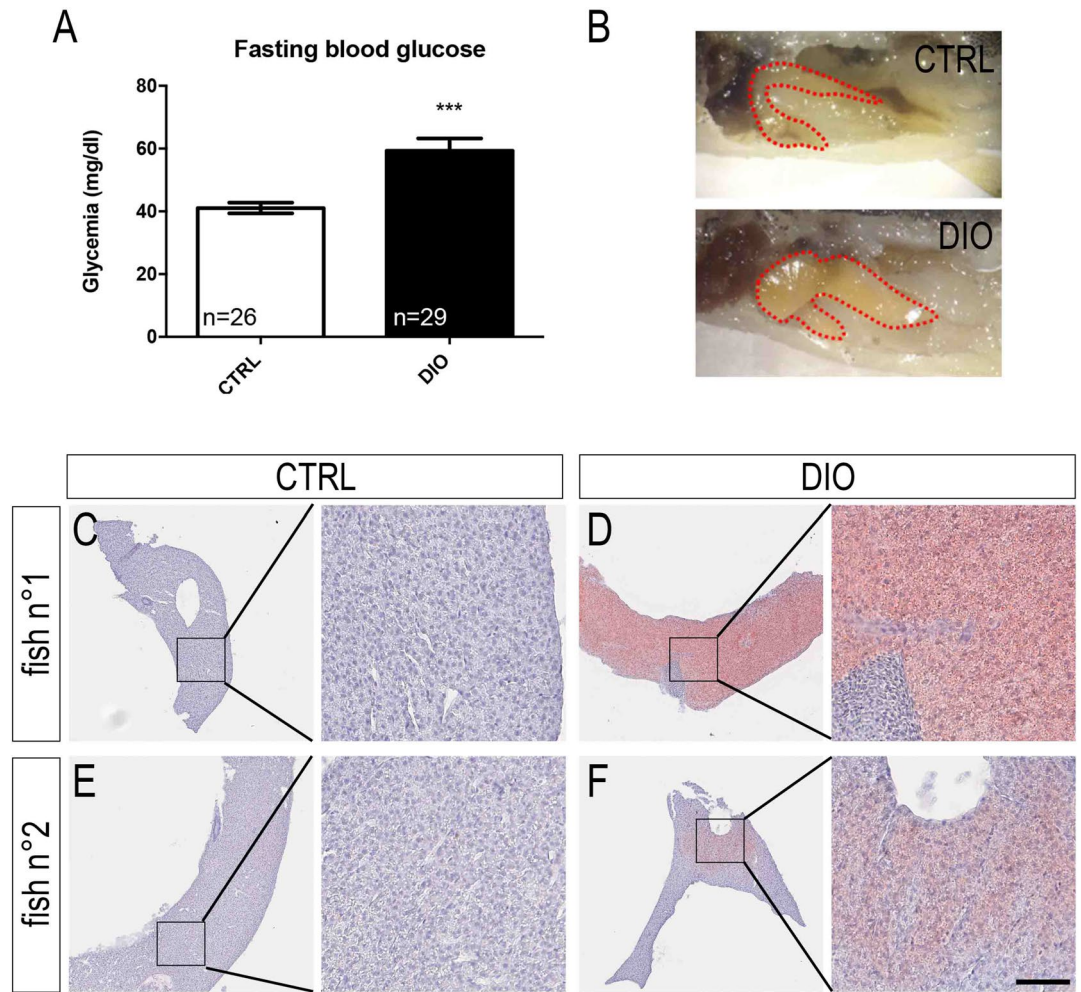 A
Fasting blood glucose
Glycemia (mg/dl)
80
60
40
20
0
***
n=26
n=29
CTRL
DIO
B
CTRL
DIO
CTRL
DIO
fish n°1
C
D
fish n°2
E
F